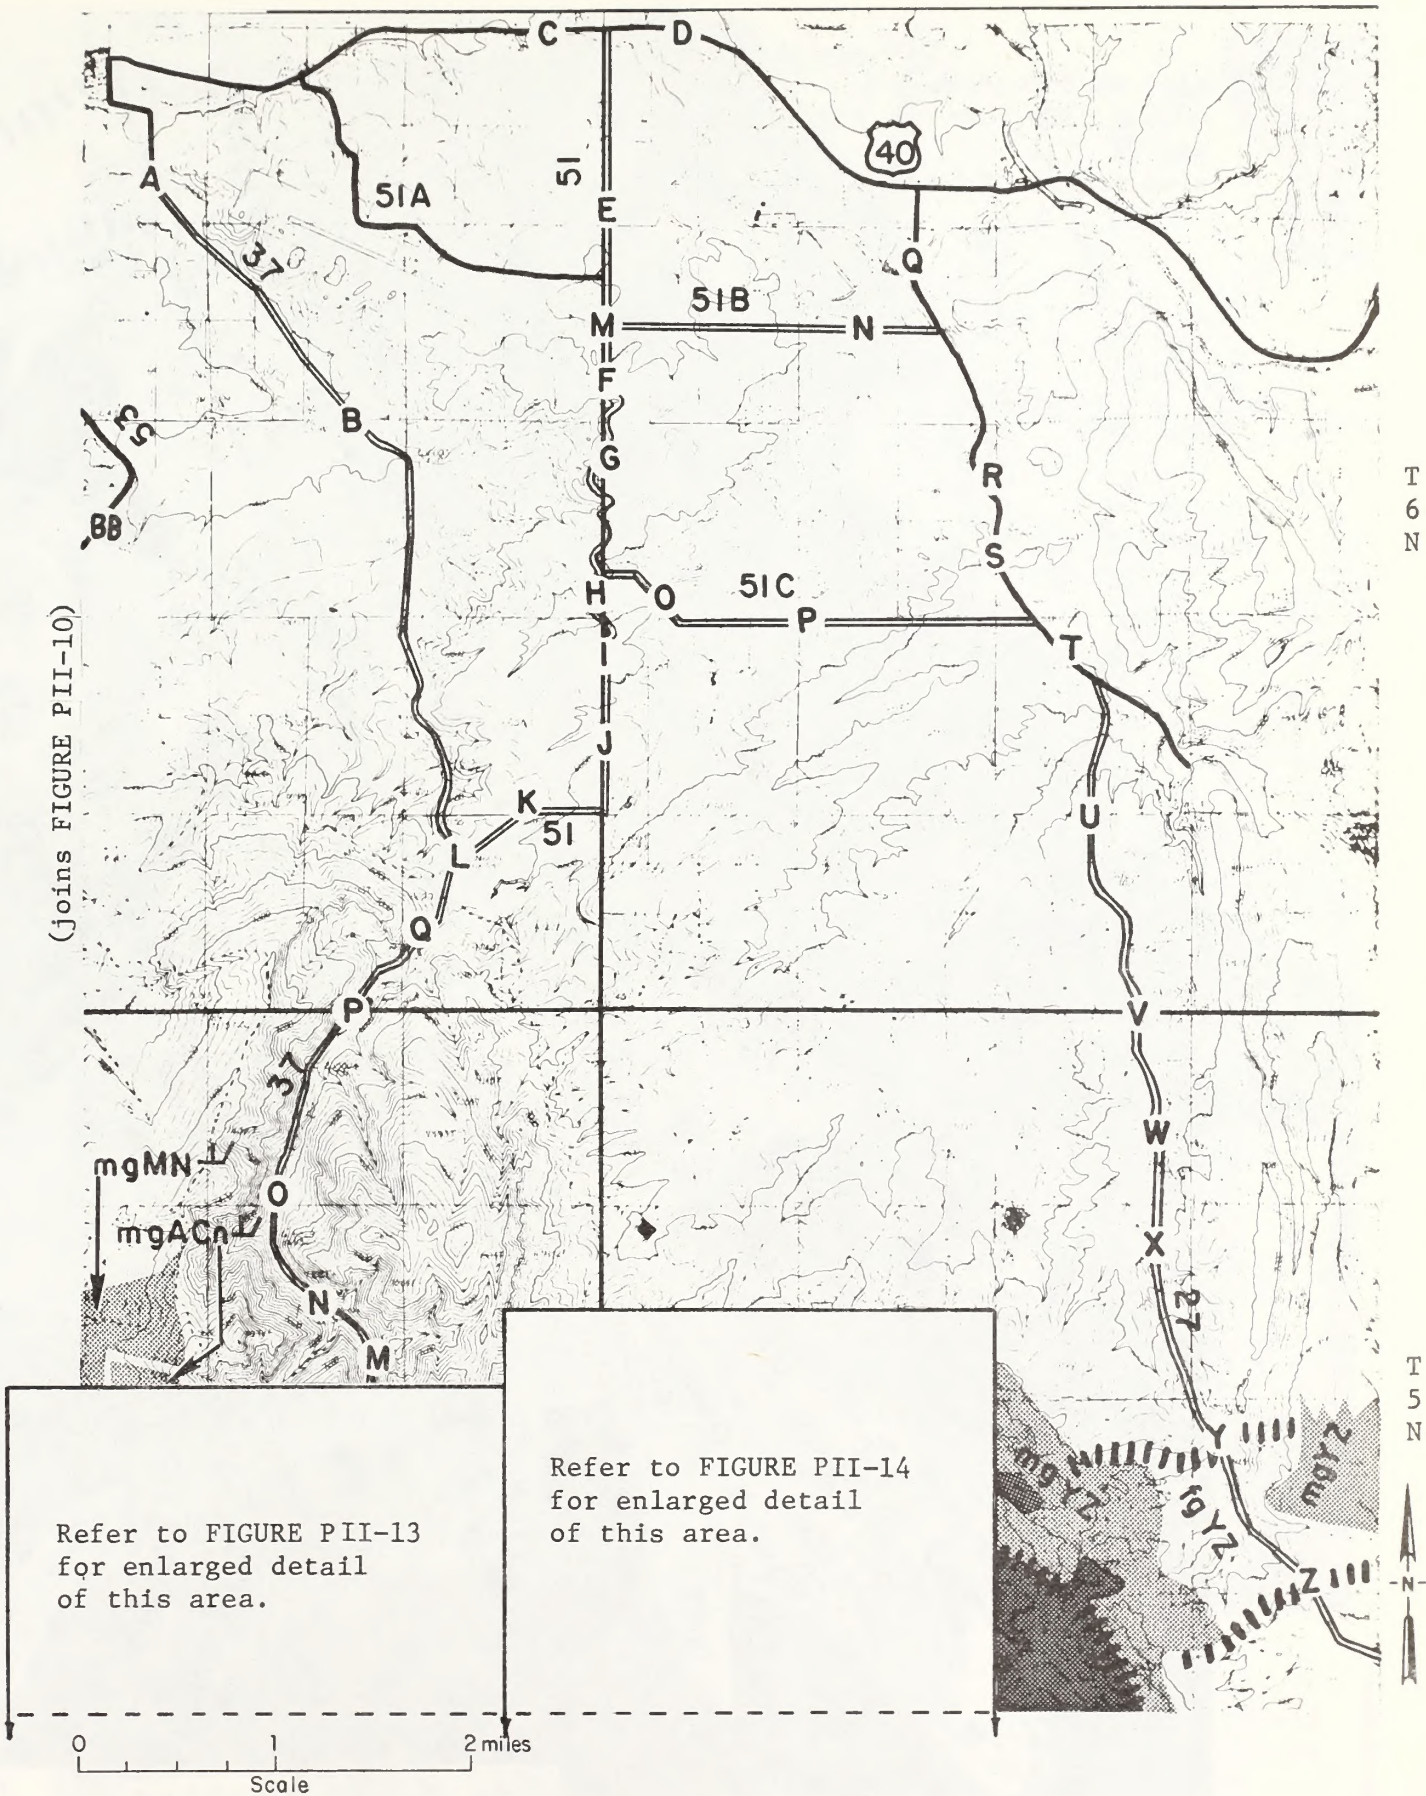 C
D
40
A
51A
51
E
Q
37
51B
M
N
F
B
53
G
R
BB
T
6
N
S
H
O
51C
P
I
T
(joins FIGURE PII-10)
J
K
51
U
L
Q
P
V
37
W
mgMN
O
mgACn
X
N
27
M
T
5
N
Y
mgYZ
mgYZ
fgYZ
Refer to FIGURE PII-14
for enlarged detail
of this area.
Refer to FIGURE PII-13
for enlarged detail
of this area.
Z
-N-
0 1 2 miles
Scale